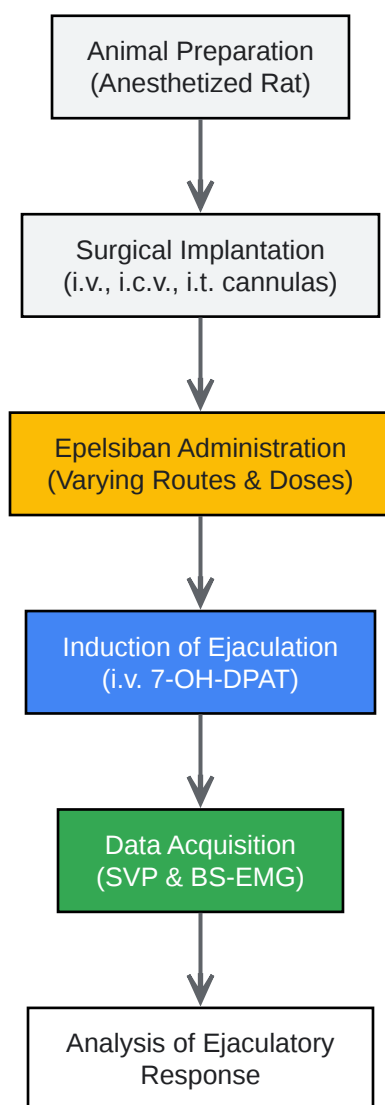 Animal Preparation
(Anesthetized Rat)
Surgical Implantation
(i.v., i.c.v., i.t. cannulas)
Epelsiban Administration
(Varying Routes & Doses)
Induction of Ejaculation
(i.v. 7-OH-DPAT)
Data Acquisition
(SVP & BS-EMG)
Analysis of Ejaculatory
Response